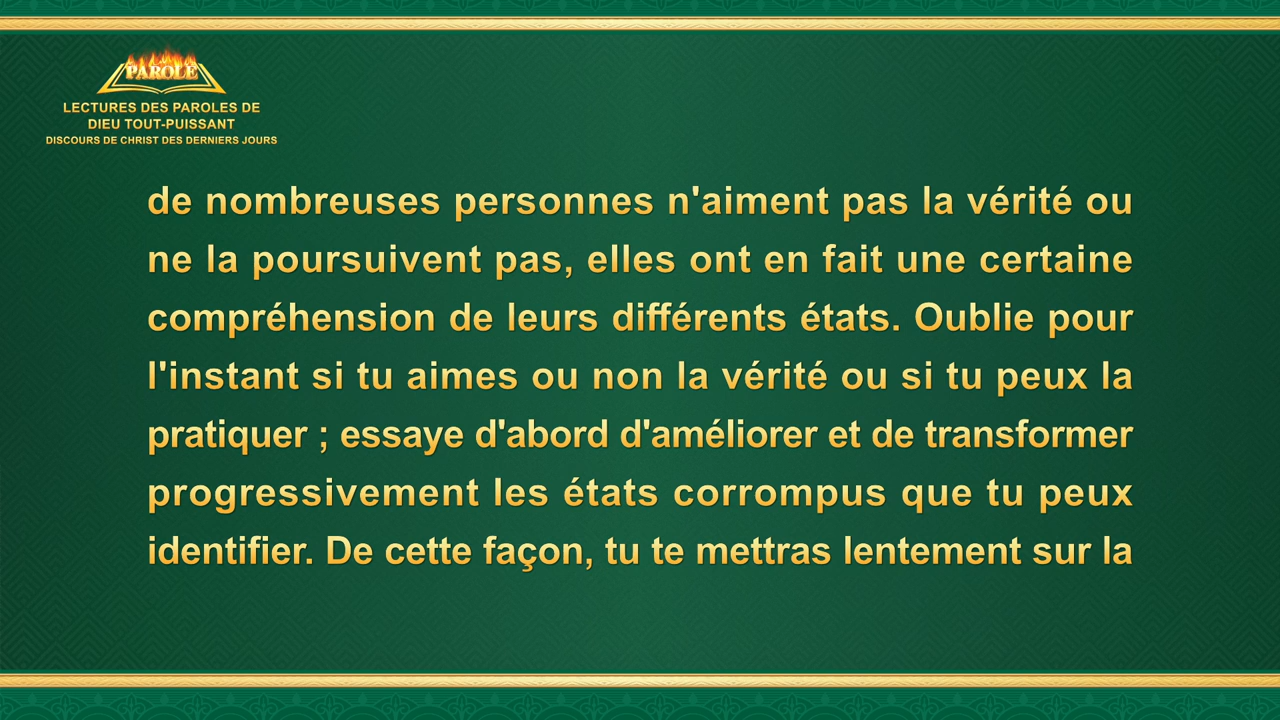 PAROLE
LECTURES DES PAROLES DE
DIEU TOUT-PUISSANT
DISCOURS DE CHRIST DES DERNIERS JOURS
de nombreuses personnes n'aiment pas la vérité ou
ne la poursuivent pas, elles ont en fait une certaine
compréhension de leurs différents états. Oublie pour
l'instant si tu aimes ou non la vérité ou si tu peux la
pratiquer ; essaye d'abord d'améliorer et de transformer
progressivement les états corrompus que tu peux
identifier. De cette façon, tu te mettras lentement sur la